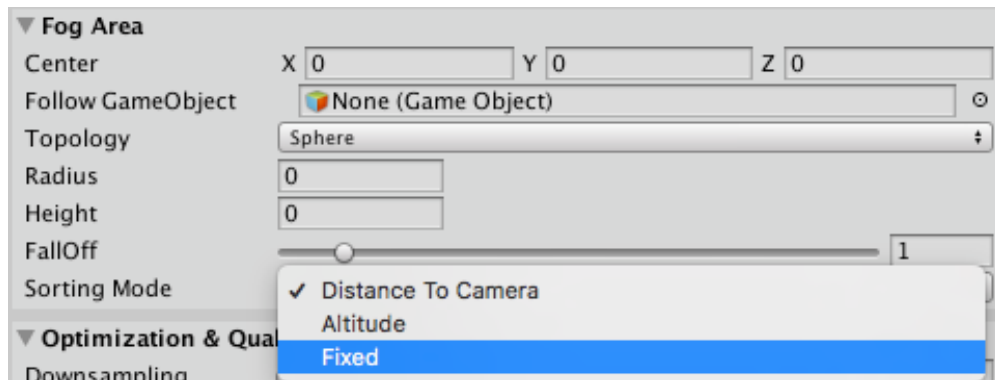 Fog Area
Center X 0 Y 0 Z 0
Follow GameObject None (Game Object)
Topology Sphere
Radius 0
Height 0
FallOff 1
Sorting Mode ✓ Distance To Camera
Altitude
Optimization & Qual
Fixed
Downsampling